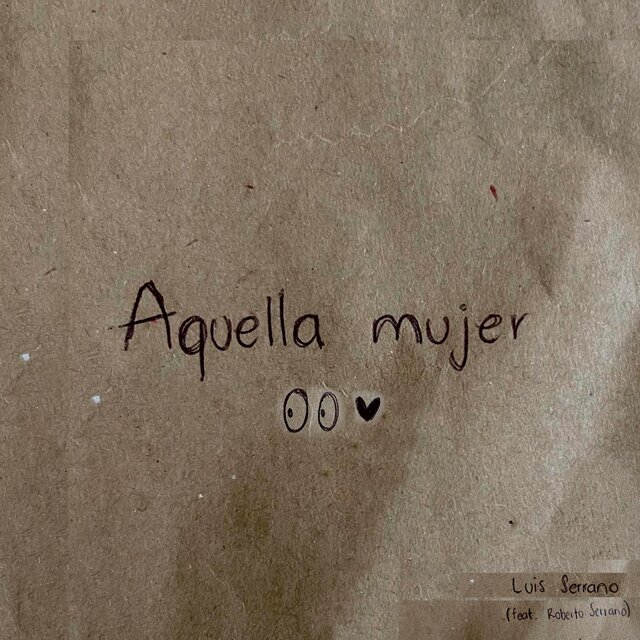 Aquella mujer
Luis Serrano
(feat. Roberto Serrano)